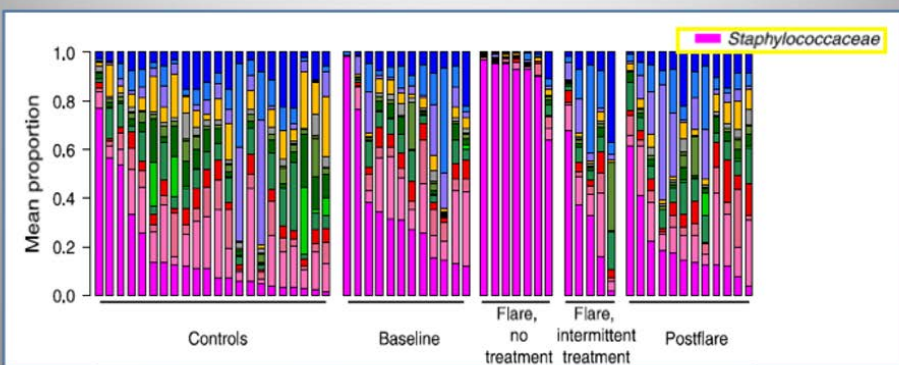 Staphylococcaceae
Mean proportion
1.0
0.8
0.6
0.4
0.2
0.0
Controls
Baseline
Flare,
no
treatment
Flare,
intermittent
treatment
Postflare